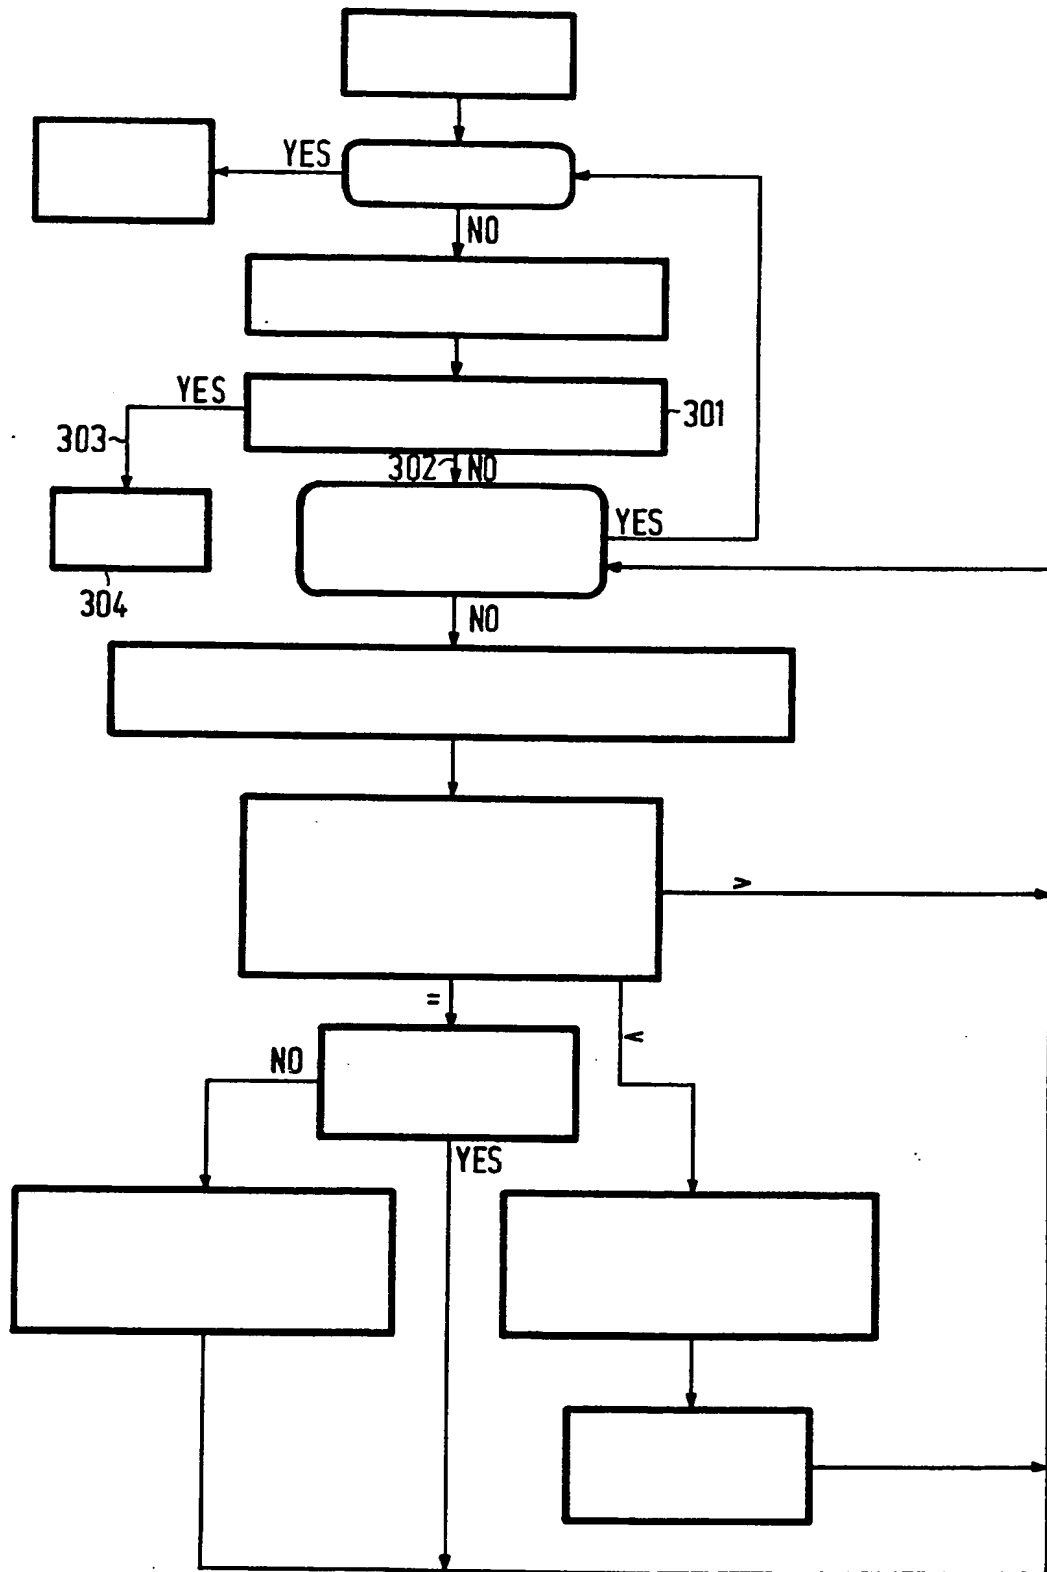 YES
NO
YES
301
303
302 NO
YES
304
NO
>
=
<
NO
YES